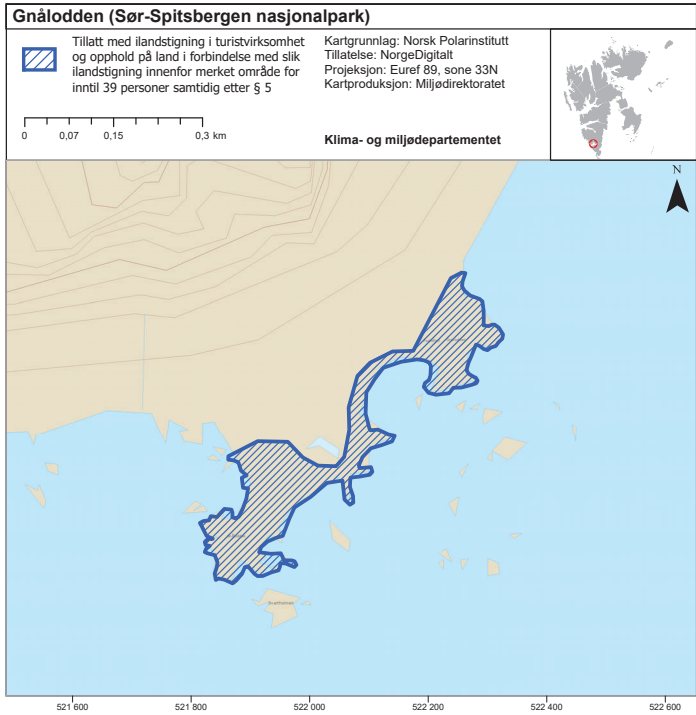 Gnålodden (Sør-Spitsbergen nasjonalpark)
Tillatt med ilandstigning i turistvirksomhet
og opphold på land i forbindelse med slik
ilandstigning innenfor merket område for
inntil 39 personer samtidig etter § 5
0 0,07 0,15 0,3 km
Kartgrunnlag: Norsk Polarinstitutt
Tillatelse: NorgeDigitalt
Projeksjon: Euref 89, sone 33N
Kartproduksjon: Miljødirektoratet
Klima- og miljødepartementet
N
521 600 521 800 522 000 522 200 522 400 522 600